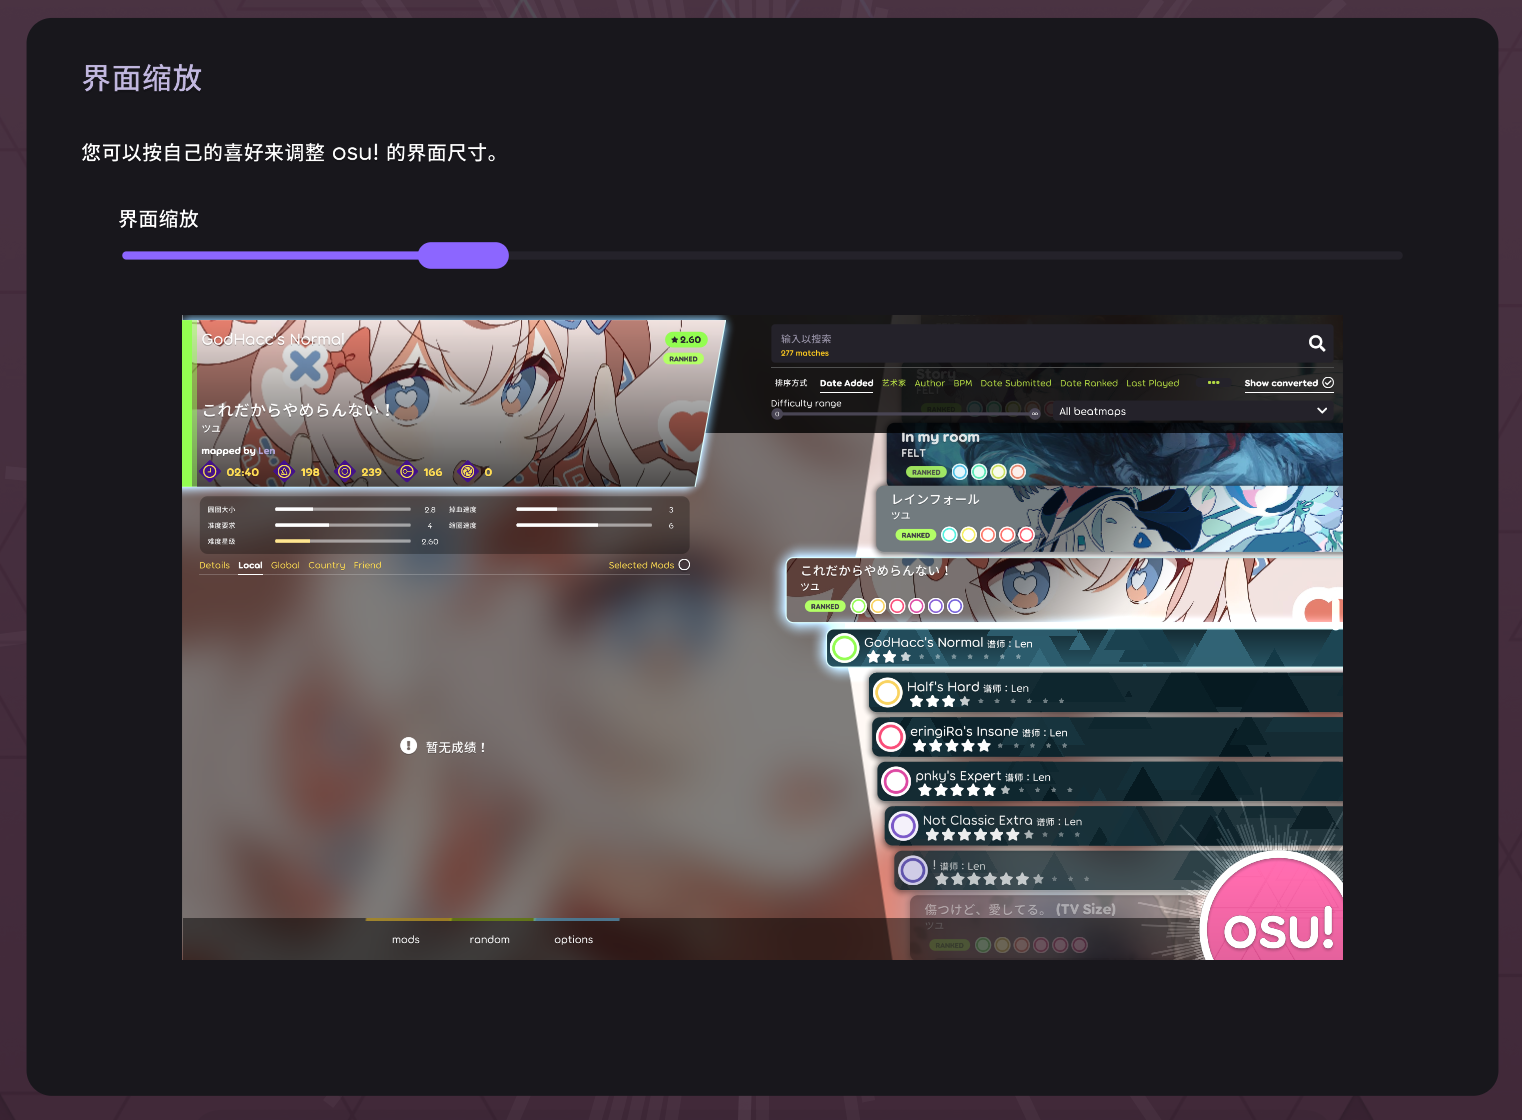 界面缩放
您可以按自己的喜好来调整 osu! 的界面尺寸。
界面缩放
GodHacc's Normal
2.60
RANKED
これだからやめらんない！
ツユ
mapped by Len
02:40 198 239 166 0
圆圈大小 2.8 掉血速度 3
准度要求 4 缩圈速度 6
难度星级 2.60
Details Local Global Country Friend Selected Mods
暂无成绩！
mods random options
输入以搜索
277 matches
排序方式 Date Added 艺术家 Author BPM Date Submitted Date Ranked Last Played ••• Show converted
Difficulty range
0 ∞ All beatmaps
Story
FELT
RANKED
In my room
FELT
RANKED
レインフォール
ツユ
RANKED
これだからやめらんない！
ツユ
RANKED
GodHacc's Normal 谱师：Len
Half's Hard 谱师：Len
eringiRa's Insane 谱师：Len
pnky's Expert 谱师：Len
Not Classic Extra 谱师：Len
! 谱师：Len
傷つけど、愛してる。 (TV Size)
ツユ
RANKED
osu!